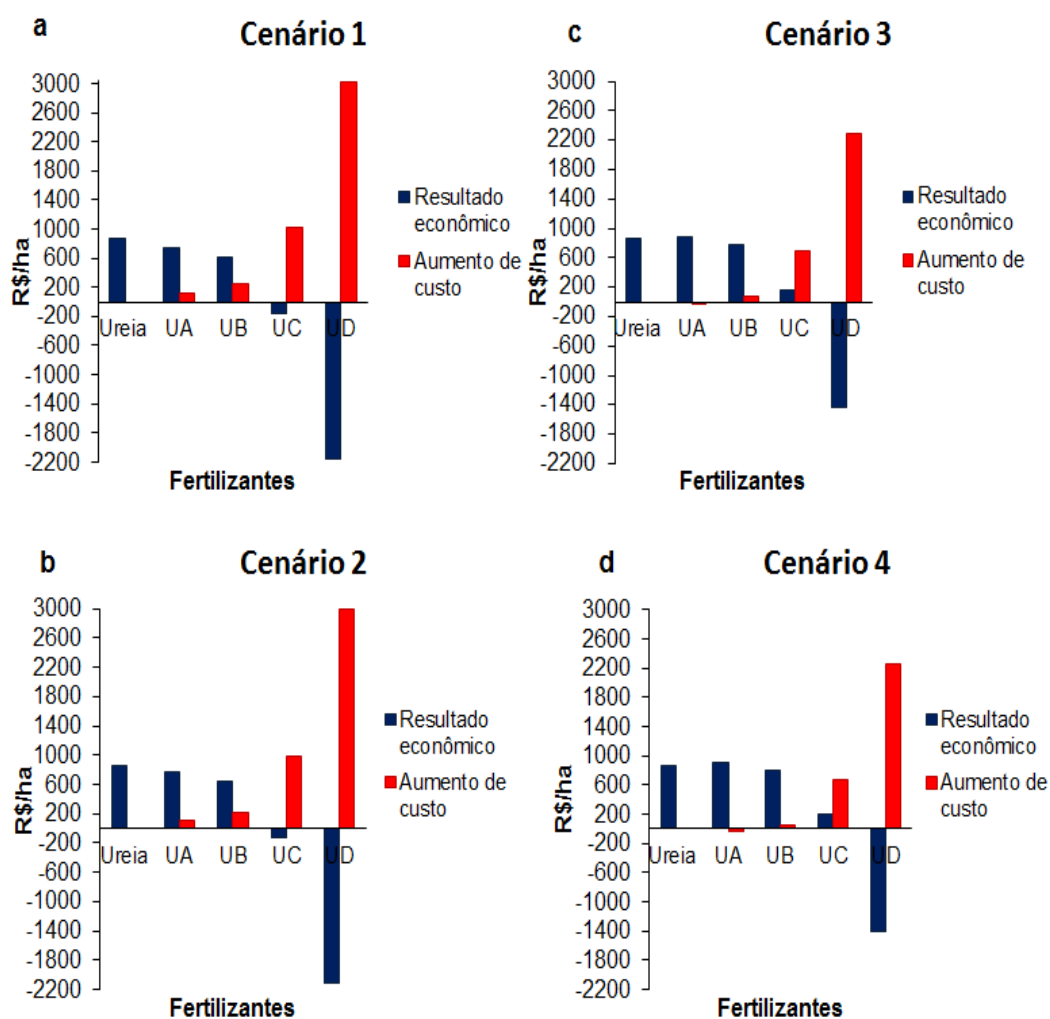 a
Cenário 1
3000
2600
2200
1800
1400
1000
600
200
-200
-600
-1000
-1400
-1800
-2200
R$/ha
Ureia UA UB UC UD
Fertilizantes
Resultado
econômico
Aumento de
custo
c
Cenário 3
3000
2600
2200
1800
1400
1000
600
200
-200
-600
-1000
-1400
-1800
-2200
R$/ha
Ureia UA UB UC UD
Fertilizantes
Resultado
econômico
Aumento de
custo
b
Cenário 2
3000
2600
2200
1800
1400
1000
600
200
-200
-600
-1000
-1400
-1800
-2200
R$/ha
Ureia UA UB UC UD
Fertilizantes
Resultado
econômico
Aumento de
custo
d
Cenário 4
3000
2600
2200
1800
1400
1000
600
200
-200
-600
-1000
-1400
-1800
-2200
R$/ha
Ureia UA UB UC UD
Fertilizantes
Resultado
econômico
Aumento de
custo